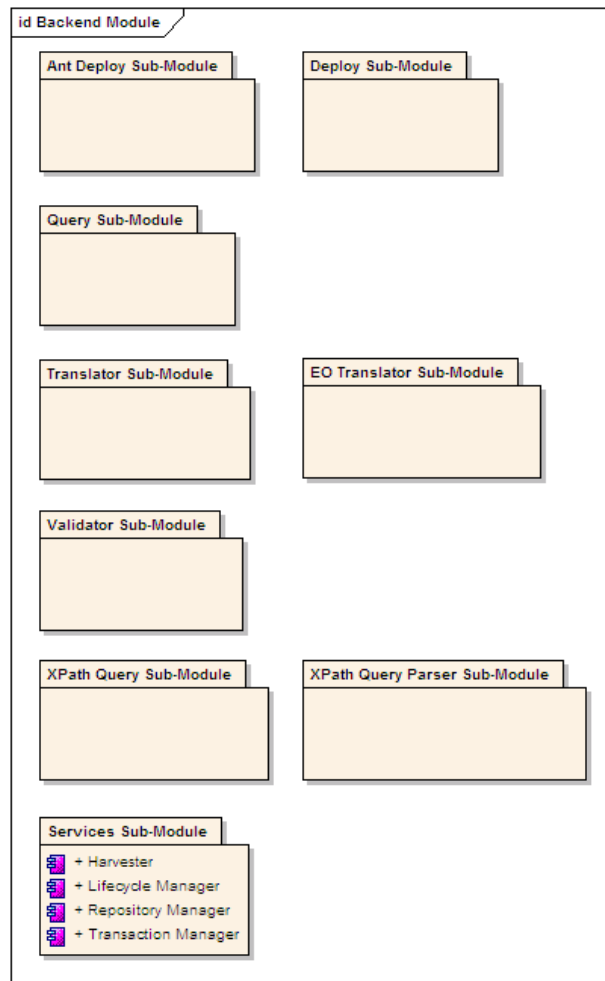 id Backend Module
Ant Deploy Sub-Module
Deploy Sub-Module
Query Sub-Module
Translator Sub-Module
EO Translator Sub-Module
Validator Sub-Module
XPath Query Sub-Module
XPath Query Parser Sub-Module
Services Sub-Module
+ Harvester
+ Lifecycle Manager
+ Repository Manager
+ Transaction Manager